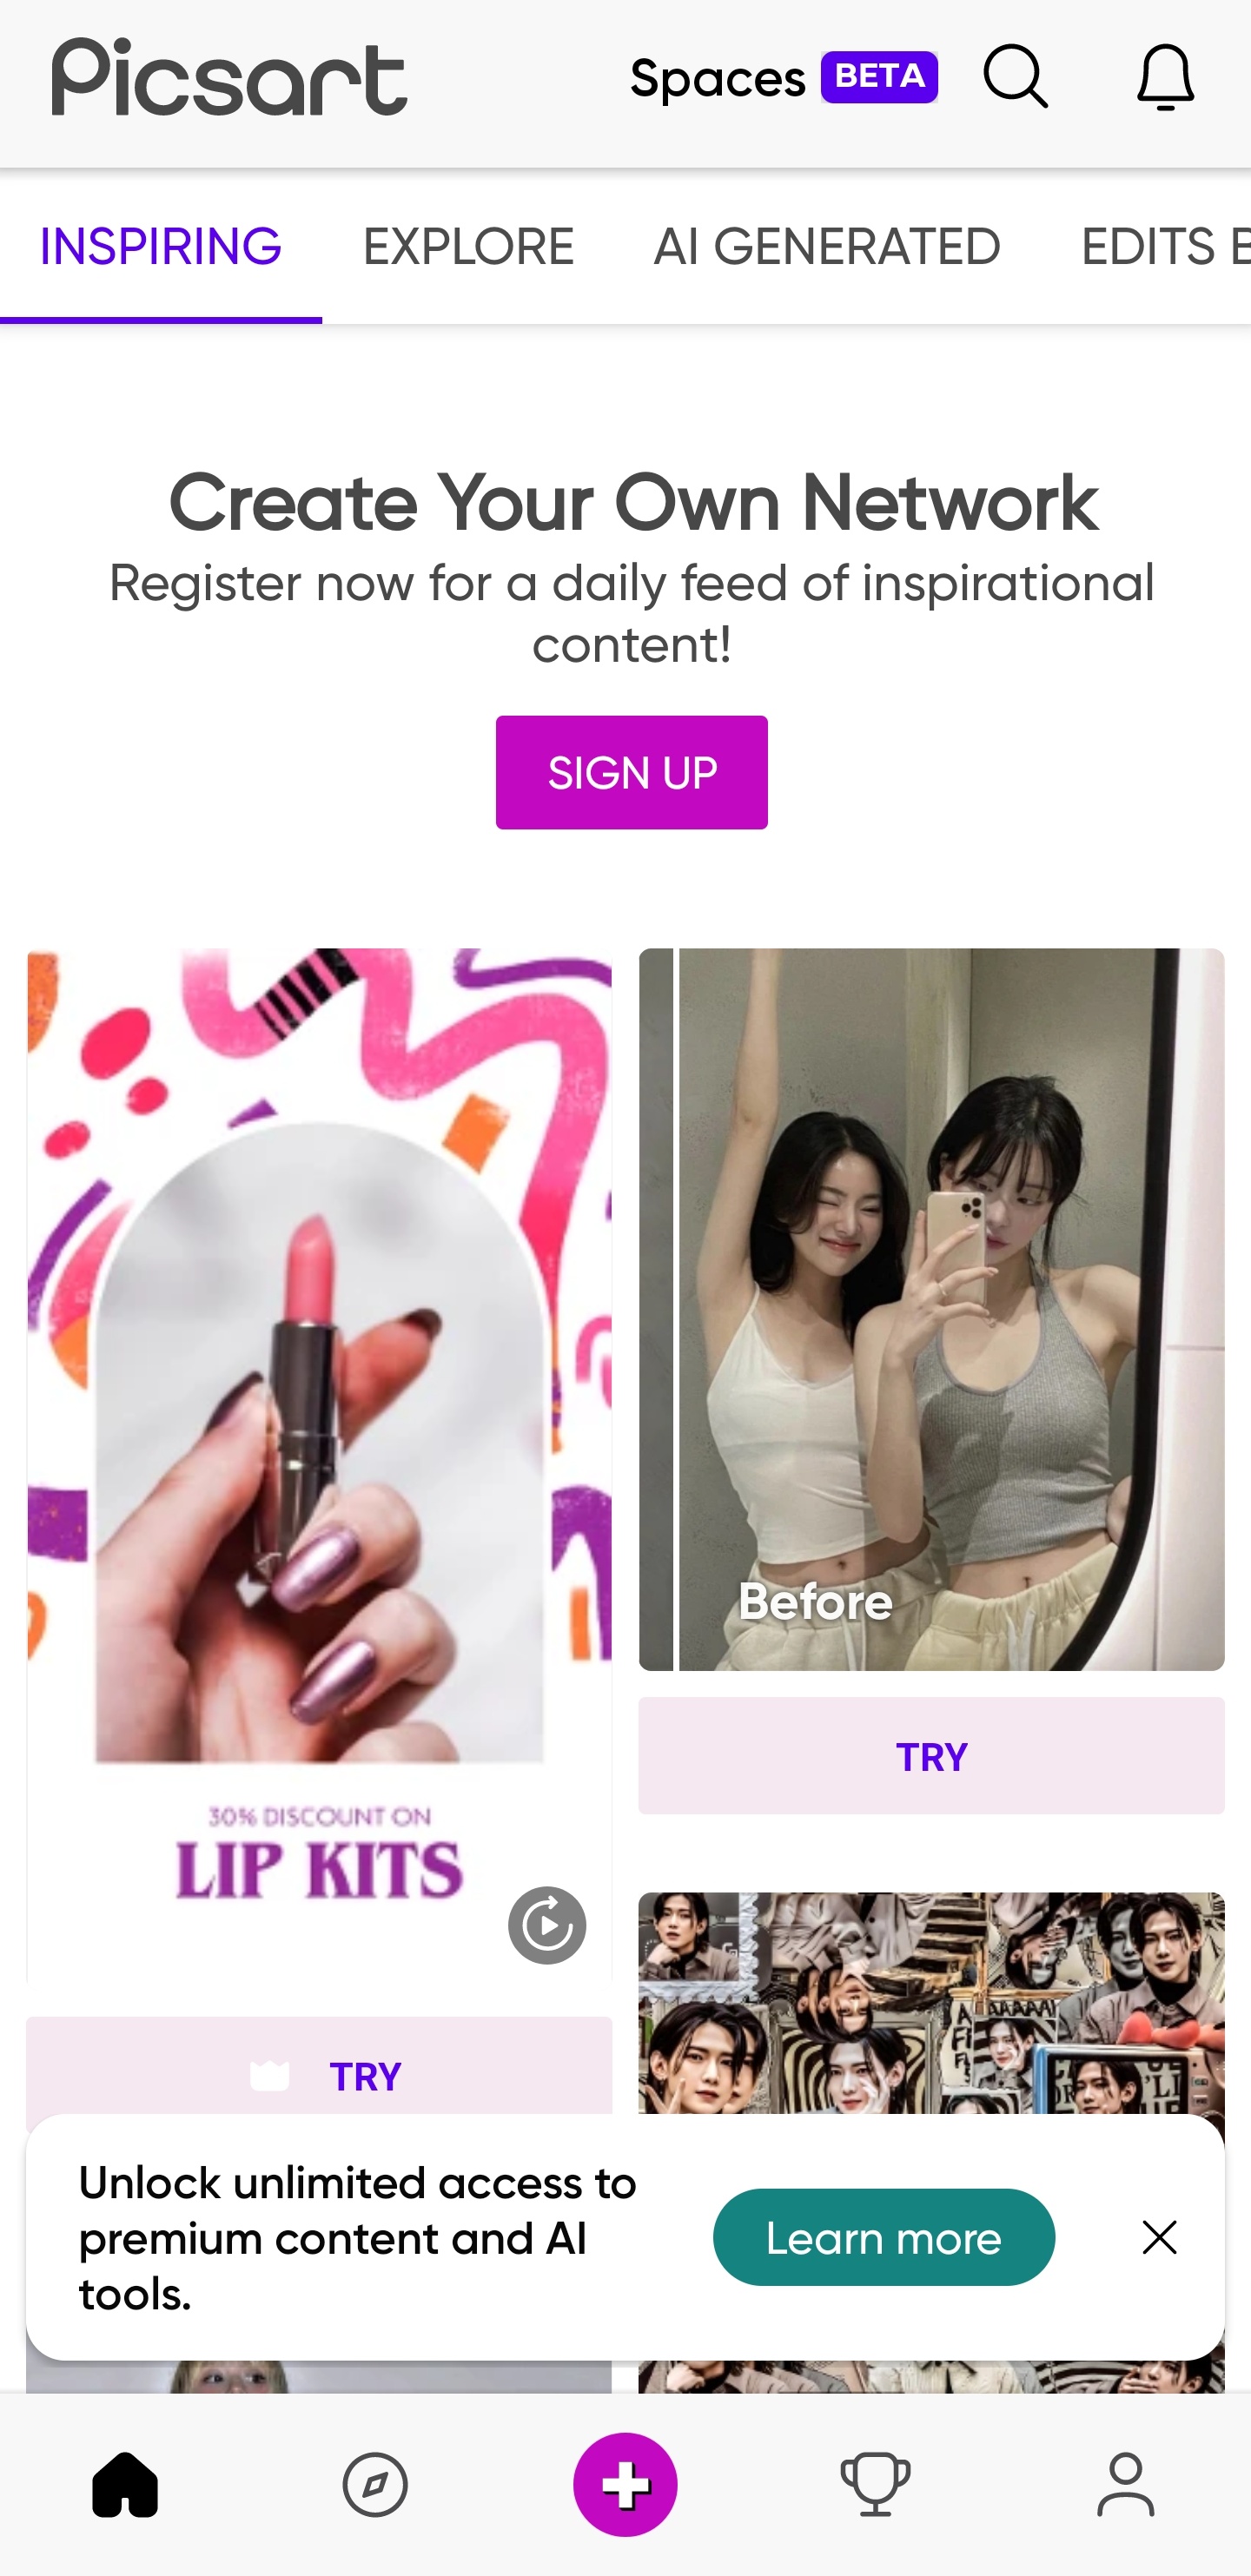 Picsart
Spaces BETA
INSPIRING EXPLORE AI GENERATED EDITS
Create Your Own Network
Register now for a daily feed of inspirational
content!
SIGN UP
30% DISCOUNT ON
LIP KITS
Before
TRY
TRY
Unlock unlimited access to
premium content and AI
tools.
Learn more